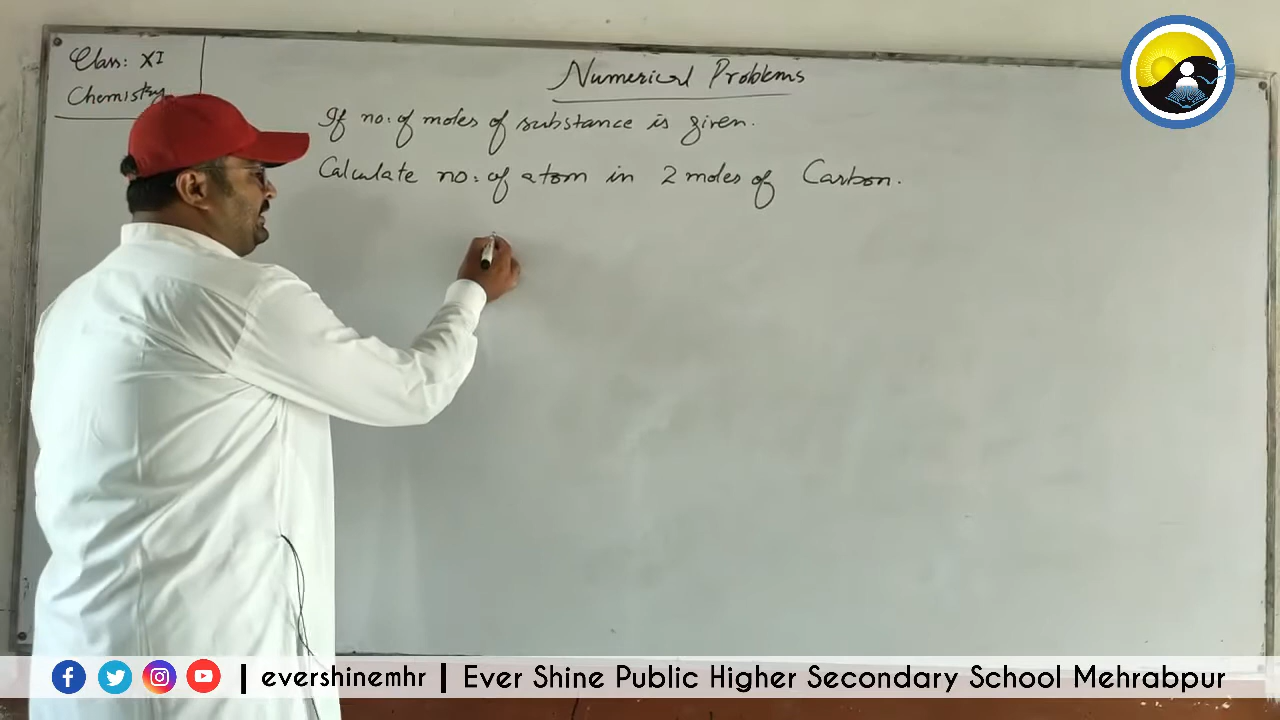 Class: XI
Chemistry
Numerical Problems
If no: of moles of substance is given.
Calculate no: of atom in 2 moles of Carbon.
| evershinemhr | Ever Shine Public Higher Secondary School Mehrabpur